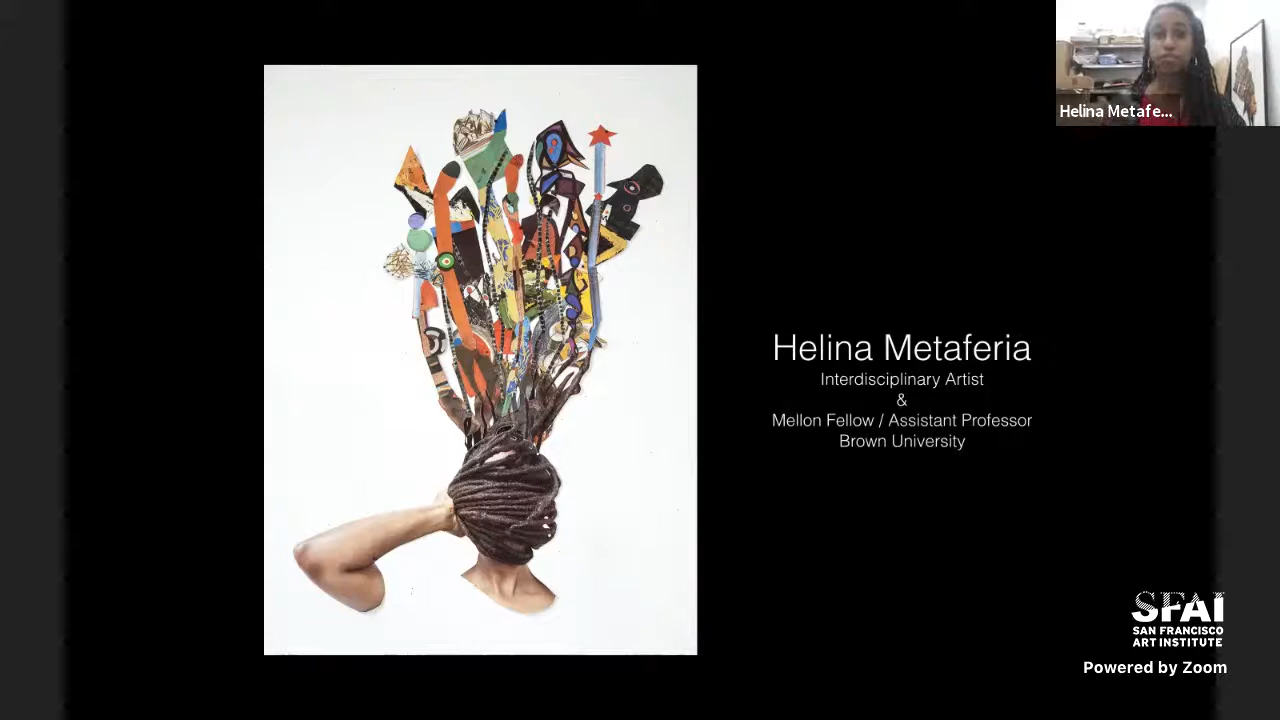 Helina Metafe...
Helina Metaferia
Interdisciplinary Artist
&
Mellon Fellow / Assistant Professor
Brown University
SFAI
SAN FRANCISCO
ART INSTITUTE
Powered by Zoom